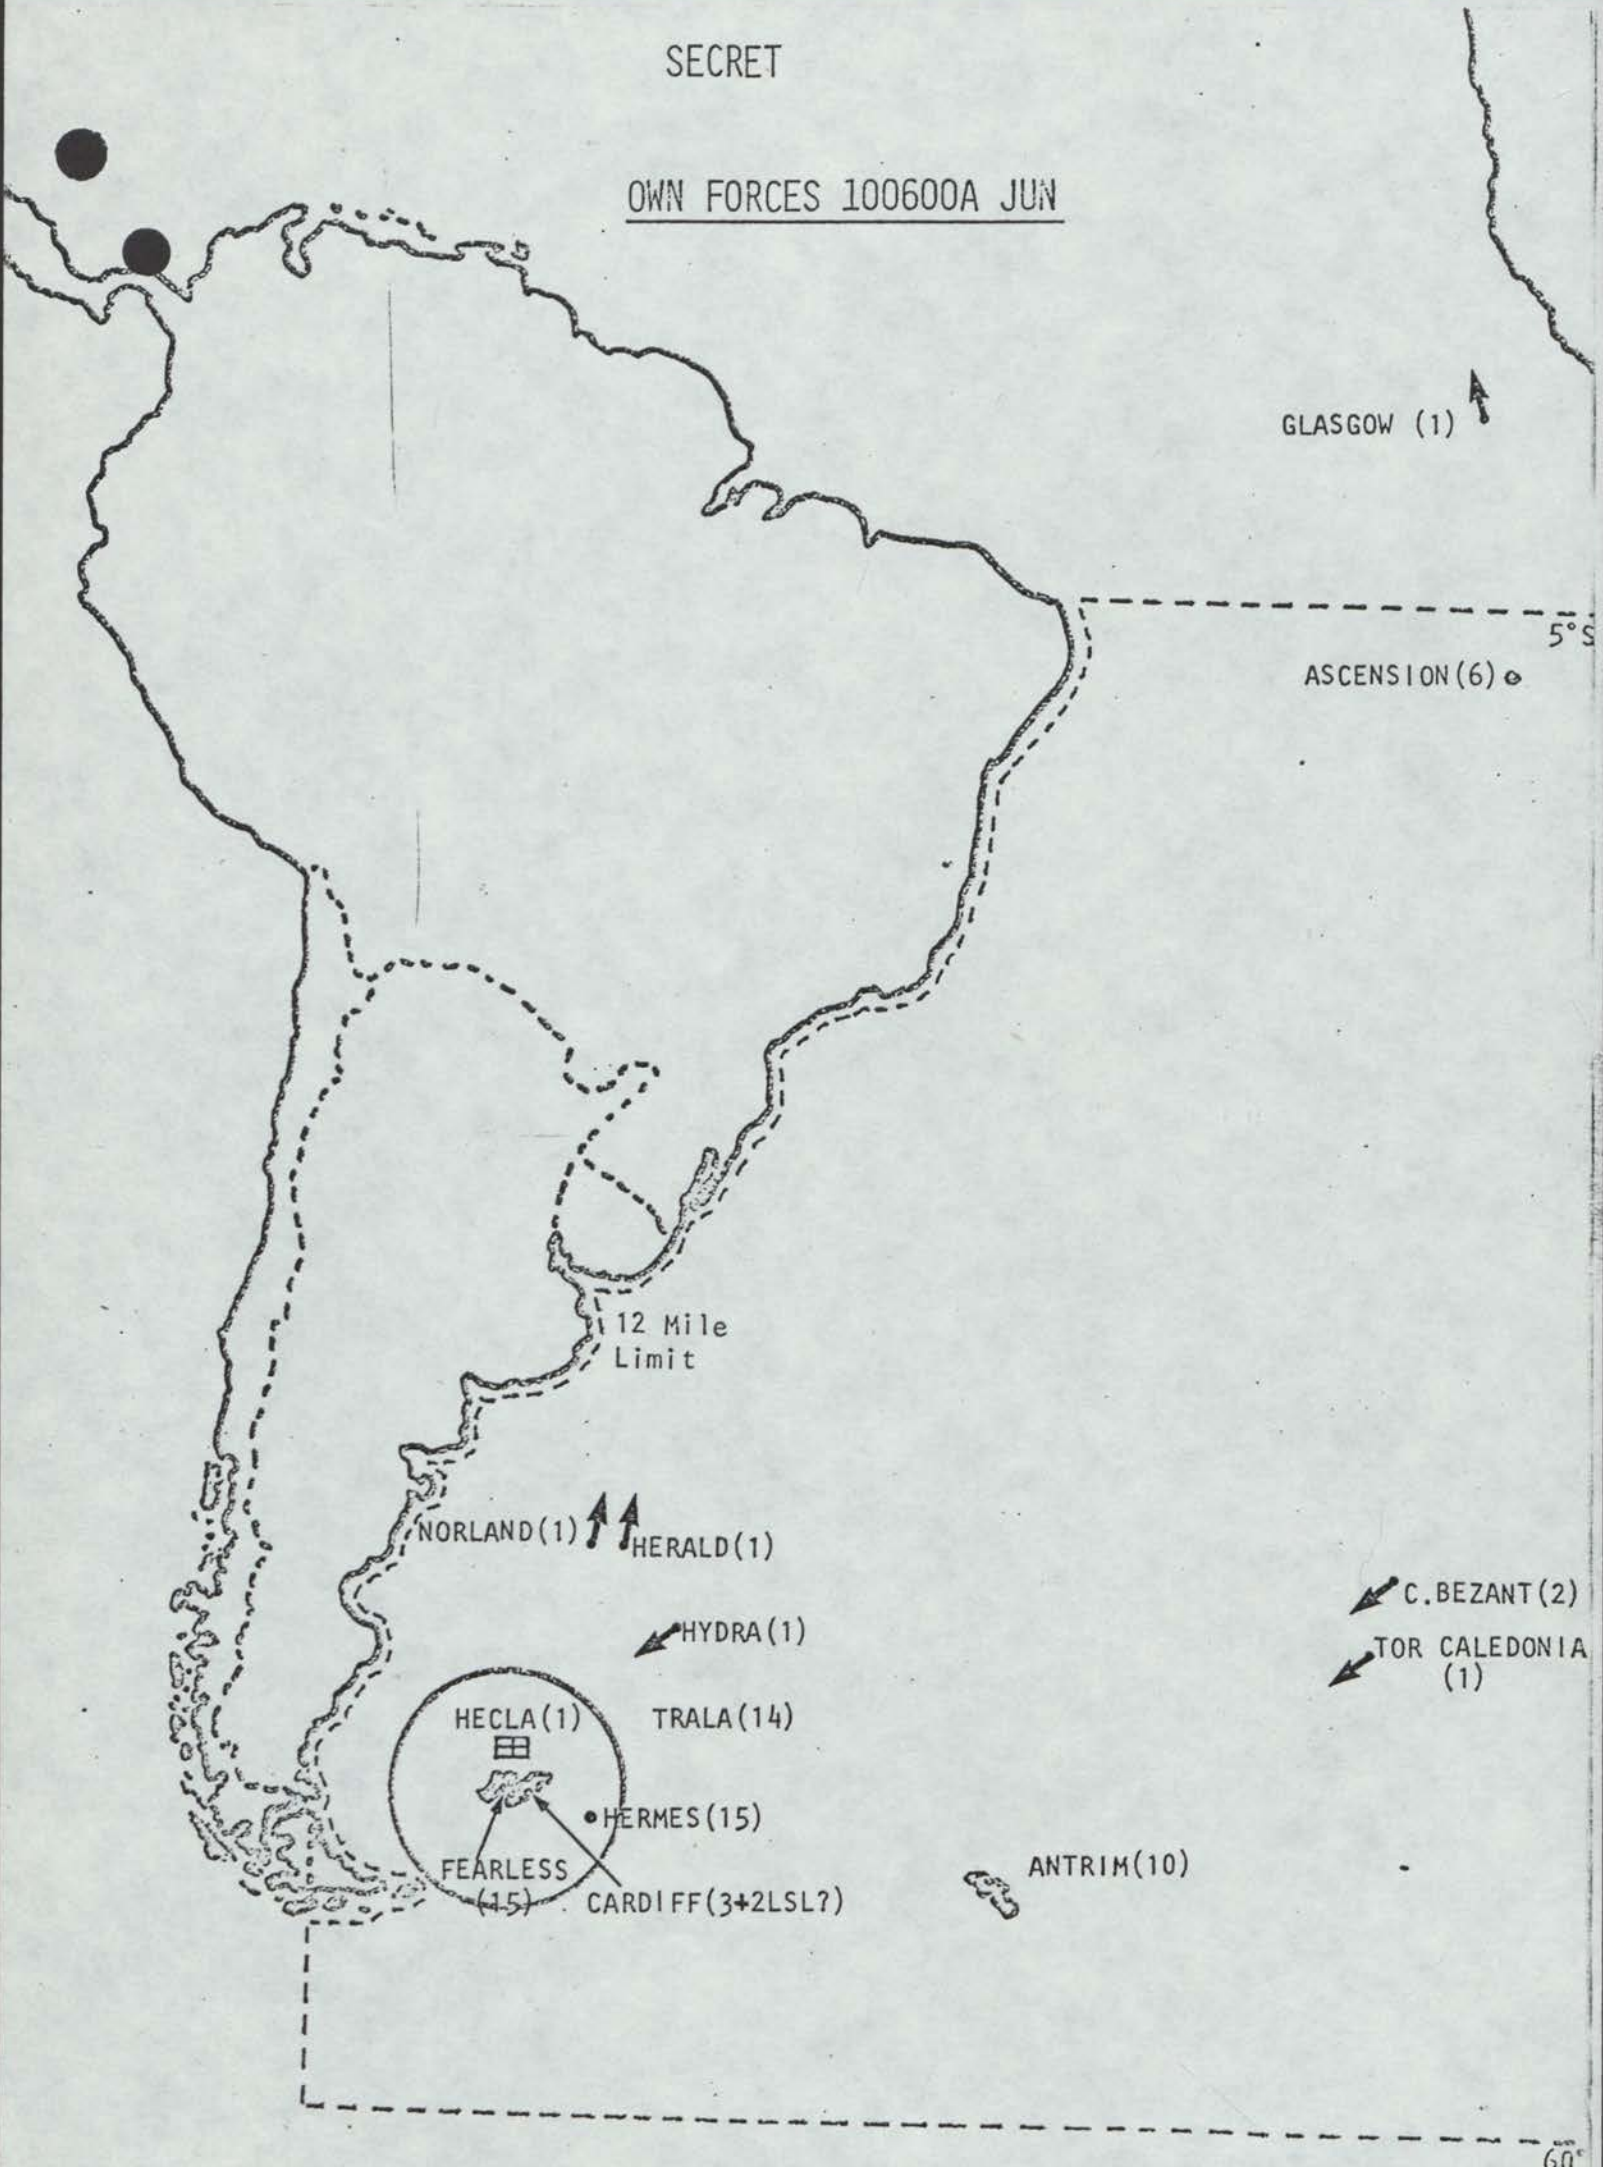 SECRET
OWN FORCES 100600A JUN
GLASGOW (1)
5°S
ASCENSION(6)
12 Mile
Limit
NORLAND(1)
HERALD(1)
C.BEZANT(2)
HYDRA(1)
TOR CALEDONIA
(1)
HECLA(1)
TRALA(14)
HERMES(15)
FEARLESS
(15)
ANTRIM(10)
CARDIFF(3+2LSL?)
60°